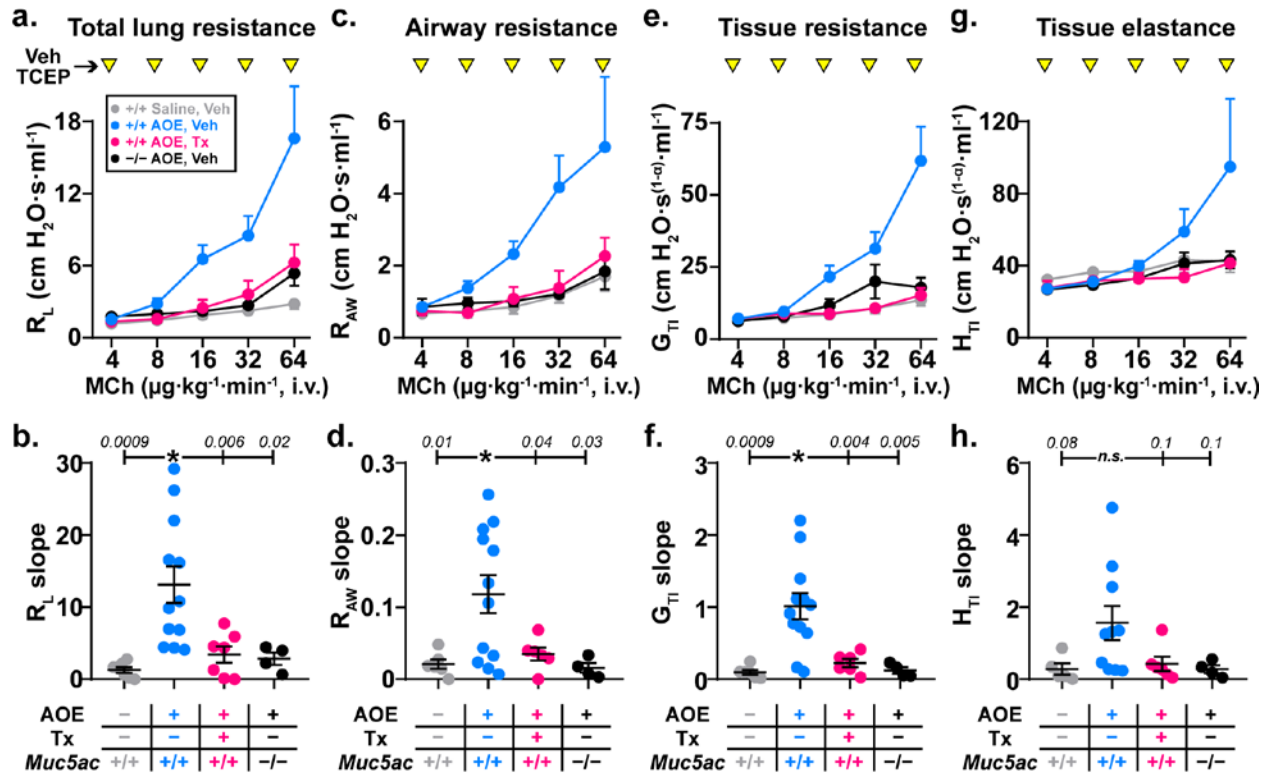 a. Total lung resistance
c. Airway resistance
e. Tissue resistance
g. Tissue elastance
Veh
TCEP
+/+ Saline, Veh
+/+ AOE, Veh
+/+ AOE, Tx
−/− AOE, Veh
R_L (cm H₂O·s·ml⁻¹)
18
12
6
0
4 8 16 32 64
MCh (µg·kg⁻¹·min⁻¹, i.v.)
R_AW (cm H₂O·s·ml⁻¹)
6
4
2
0
4 8 16 32 64
MCh (µg·kg⁻¹·min⁻¹, i.v.)
G_TI (cm H₂O·s⁽¹⁻ᵅ⁾·ml⁻¹)
75
50
25
0
4 8 16 32 64
MCh (µg·kg⁻¹·min⁻¹, i.v.)
H_TI (cm H₂O·s⁽¹⁻ᵅ⁾·ml⁻¹)
120
80
40
0
4 8 16 32 64
MCh (µg·kg⁻¹·min⁻¹, i.v.)
b.
0.0009 0.006 0.02
*
R_L slope
30
20
10
0
d.
0.01 0.04 0.03
*
R_AW slope
0.3
0.2
0.1
0
f.
0.0009 0.004 0.005
*
G_TI slope
3
2
1
0
h.
0.08 0.1 0.1
n.s.
H_TI slope
6
4
2
0
AOE − + + +
Tx − − + −
Muc5ac +/+ +/+ +/+ −/−
AOE − + + +
Tx − − + −
Muc5ac +/+ +/+ +/+ −/−
AOE − + + +
Tx − − + −
Muc5ac +/+ +/+ +/+ −/−
AOE − + + +
Tx − − + −
Muc5ac +/+ +/+ +/+ −/−